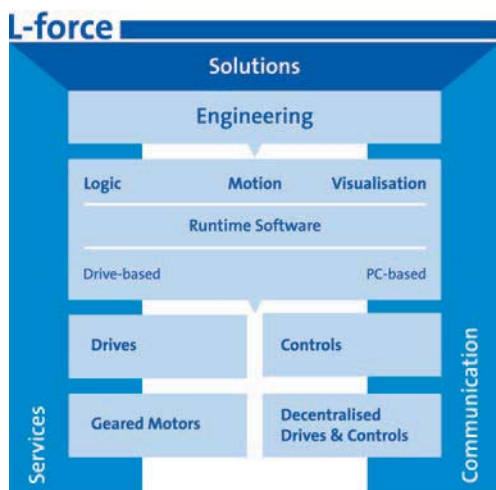 L-force
Solutions
Engineering
Logic Motion Visualisation
Runtime Software
Drive-based PC-based
Drives Controls
Geared Motors
Decentralised
Drives & Controls
Services
Communication